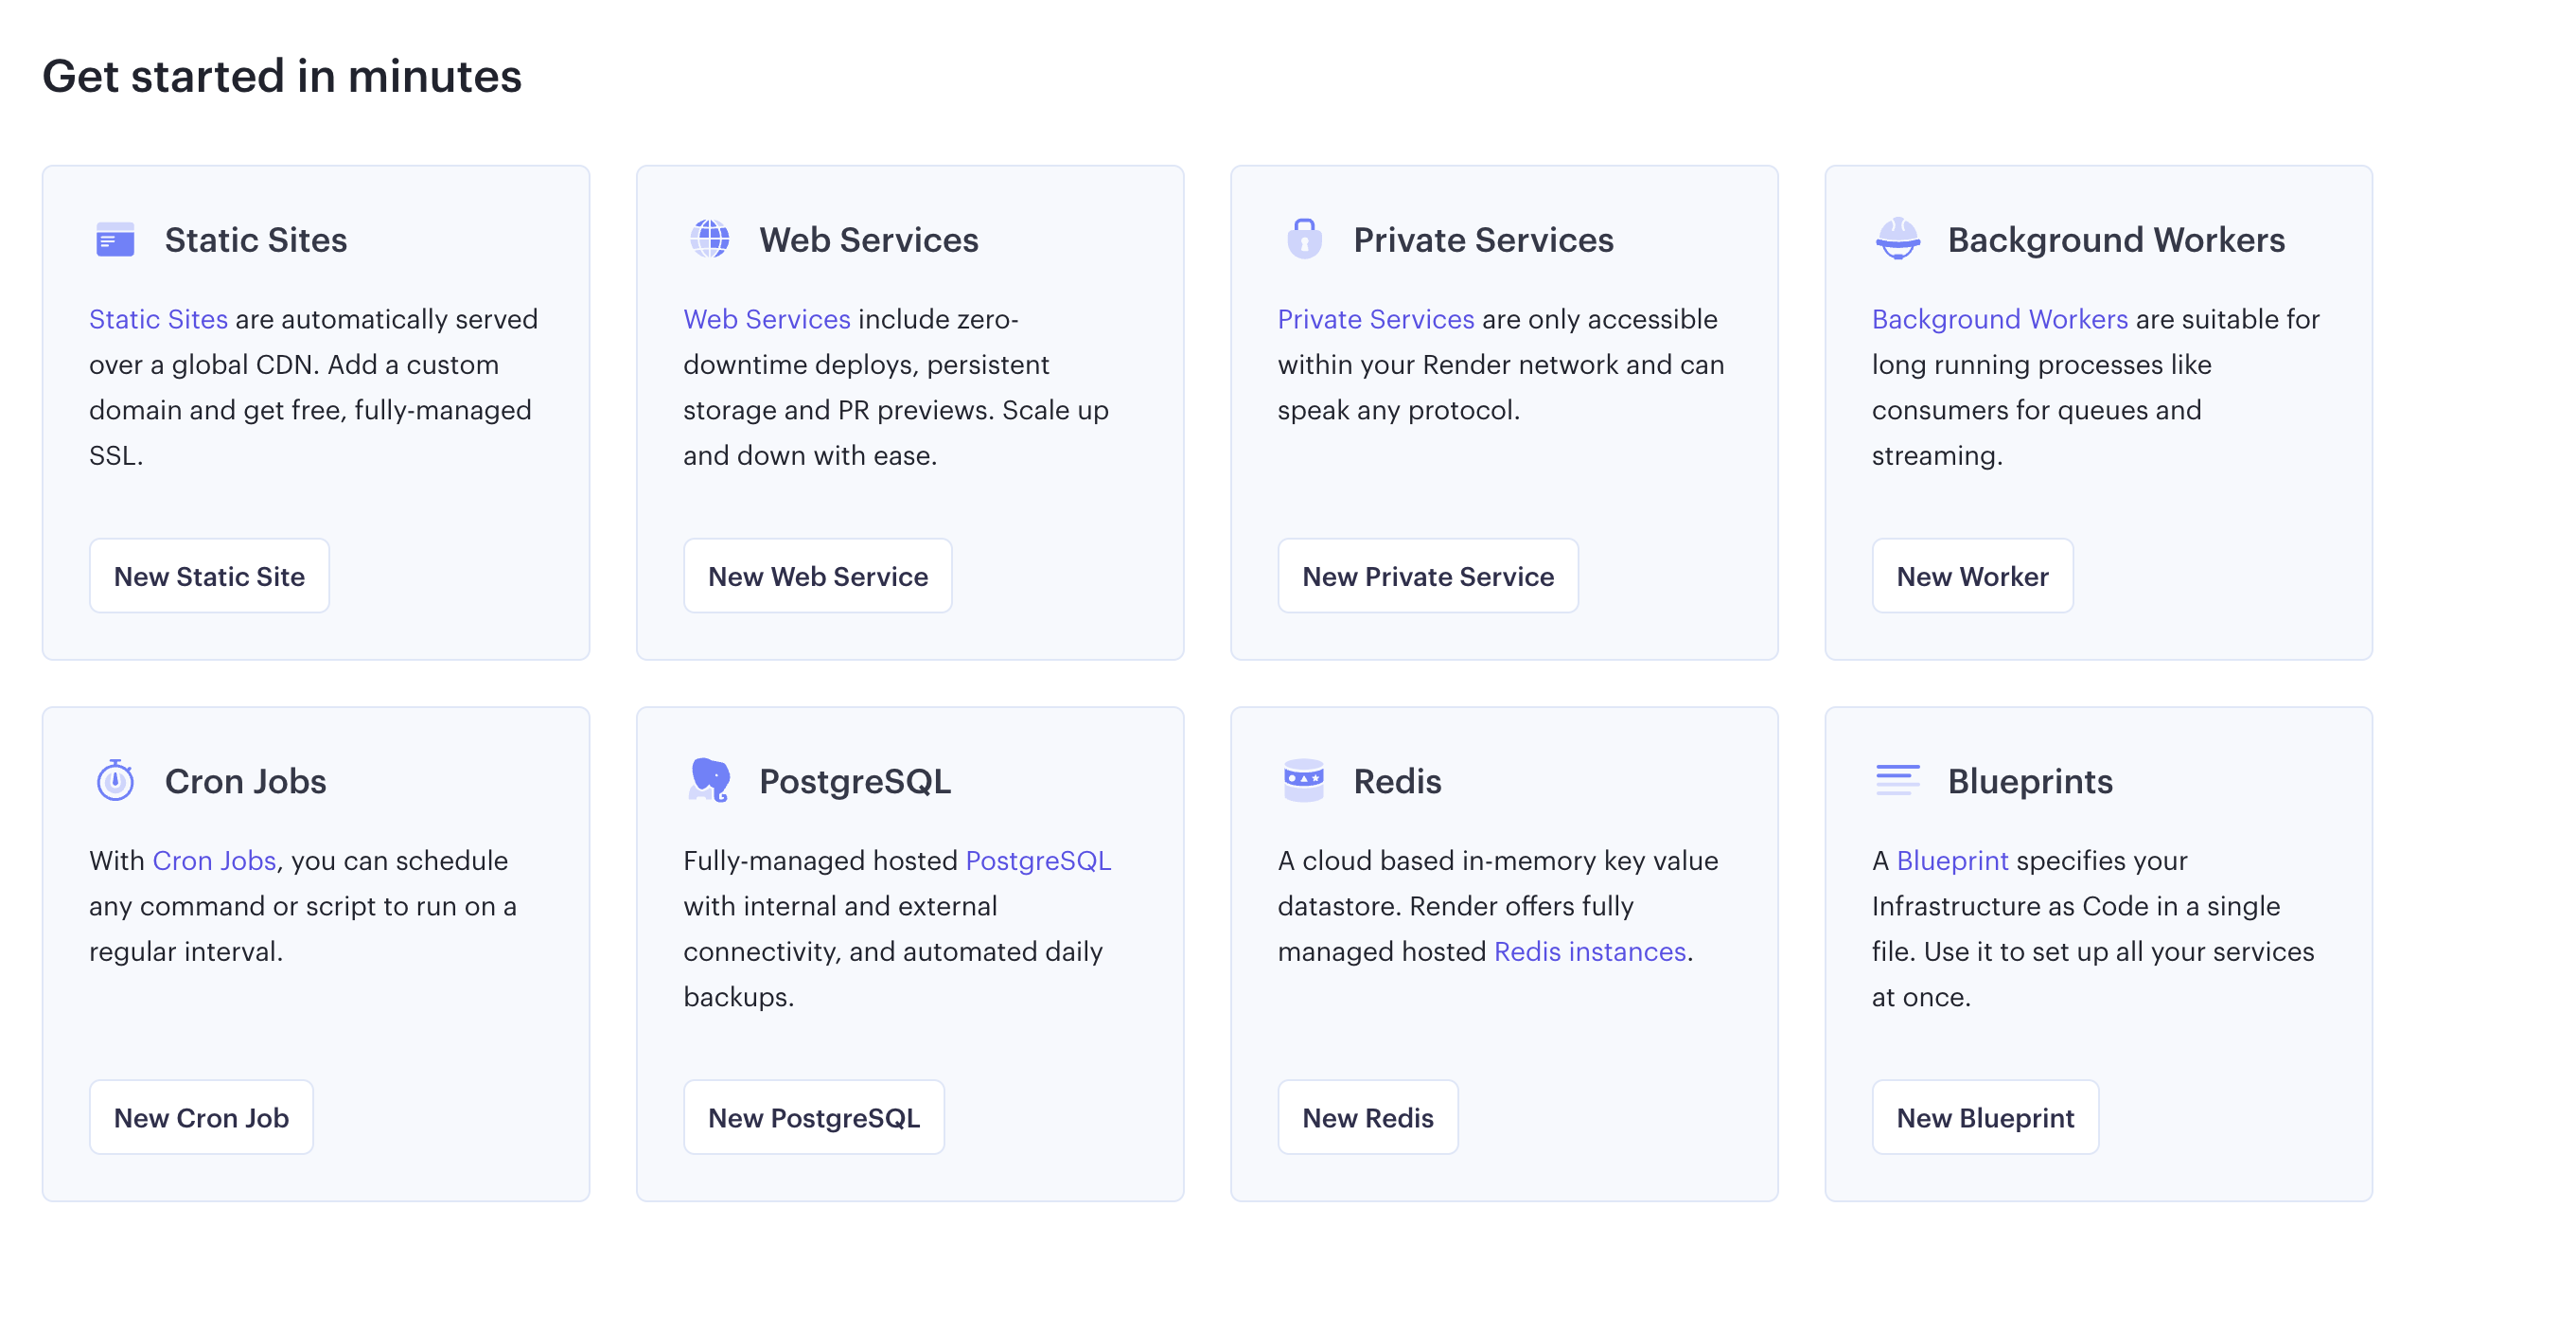 Get started in minutes
Static Sites
Static Sites are automatically served
over a global CDN. Add a custom
domain and get free, fully-managed
SSL.
New Static Site
Web Services
Web Services include zero-
downtime deploys, persistent
storage and PR previews. Scale up
and down with ease.
New Web Service
Private Services
Private Services are only accessible
within your Render network and can
speak any protocol.
New Private Service
Background Workers
Background Workers are suitable for
long running processes like
consumers for queues and
streaming.
New Worker
Cron Jobs
With Cron Jobs, you can schedule
any command or script to run on a
regular interval.
New Cron Job
PostgreSQL
Fully-managed hosted PostgreSQL
with internal and external
connectivity, and automated daily
backups.
New PostgreSQL
Redis
A cloud based in-memory key value
datastore. Render offers fully
managed hosted Redis instances.
New Redis
Blueprints
A Blueprint specifies your
Infrastructure as Code in a single
file. Use it to set up all your services
at once.
New Blueprint